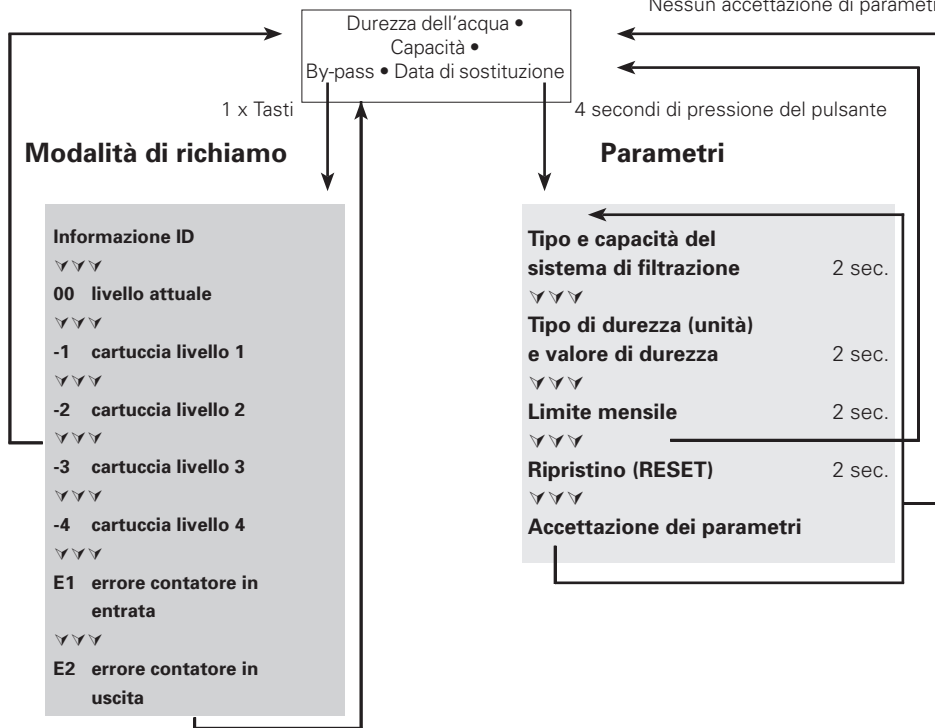 Nessun accettazione di parametri
Durezza dell'acqua •
Capacità •
By-pass • Data di sostituzione
1 x Tasti
4 secondi di pressione del pulsante
Modalità di richiamo
Informazione ID
00 livello attuale
-1 cartuccia livello 1
-2 cartuccia livello 2
-3 cartuccia livello 3
-4 cartuccia livello 4
E1 errore contatore in
entrata
E2 errore contatore in
uscita
Parametri
Tipo e capacità del
sistema di filtrazione 2 sec.
Tipo di durezza (unità)
e valore di durezza 2 sec.
Limite mensile 2 sec.
Ripristino (RESET) 2 sec.
Accettazione dei parametri